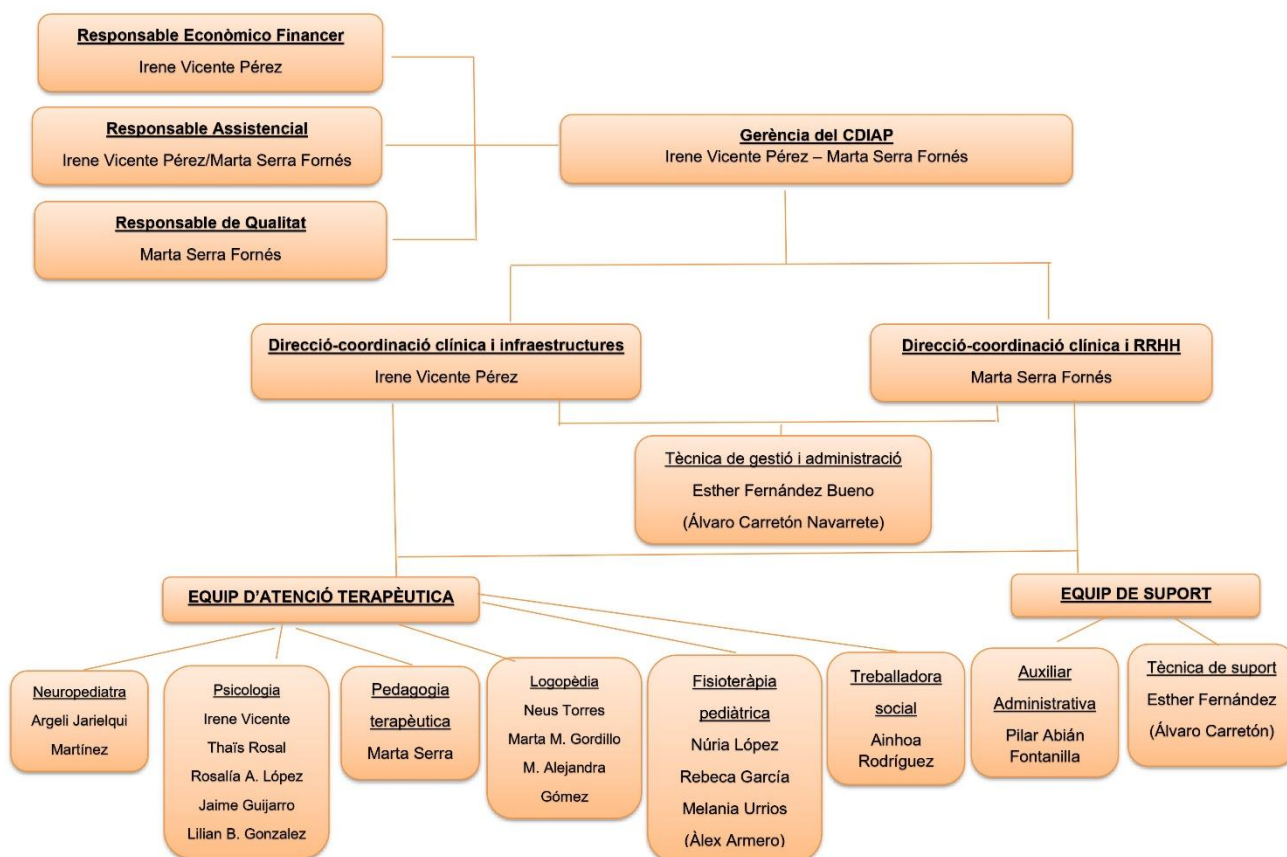 Responsable Econòmico Financer
Irene Vicente Pérez
Responsable Assistencial
Irene Vicente Pérez/Marta Serra Fornés
Responsable de Qualitat
Marta Serra Fornés
Gerència del CDIAP
Irene Vicente Pérez – Marta Serra Fornés
Direcció-coordinació clínica i infraestructures
Irene Vicente Pérez
Direcció-coordinació clínica i RRHH
Marta Serra Fornés
Tècnica de gestió i administració
Esther Fernández Bueno
(Álvaro Carretón Navarrete)
EQUIP D'ATENCIÓ TERAPÈUTICA
EQUIP DE SUPORT
Neuropediatra
Argeli Jarielqui
Martínez
Psicologia
Irene Vicente
Thaïs Rosal
Rosalía A. López
Jaime Guijarro
Lilian B. Gonzalez
Pedagogia
terapèutica
Marta Serra
Logopèdia
Neus Torres
Marta M. Gordillo
M. Alejandra
Gómez
Fisioteràpia
pediàtrica
Núria López
Rebeca García
Melania Urrios
(Àlex Armero)
Treballadora
social
Ainhoa
Rodríguez
Auxiliar
Administrativa
Pilar Abián
Fontanilla
Tècnica de suport
Esther Fernández
(Álvaro Carretón)